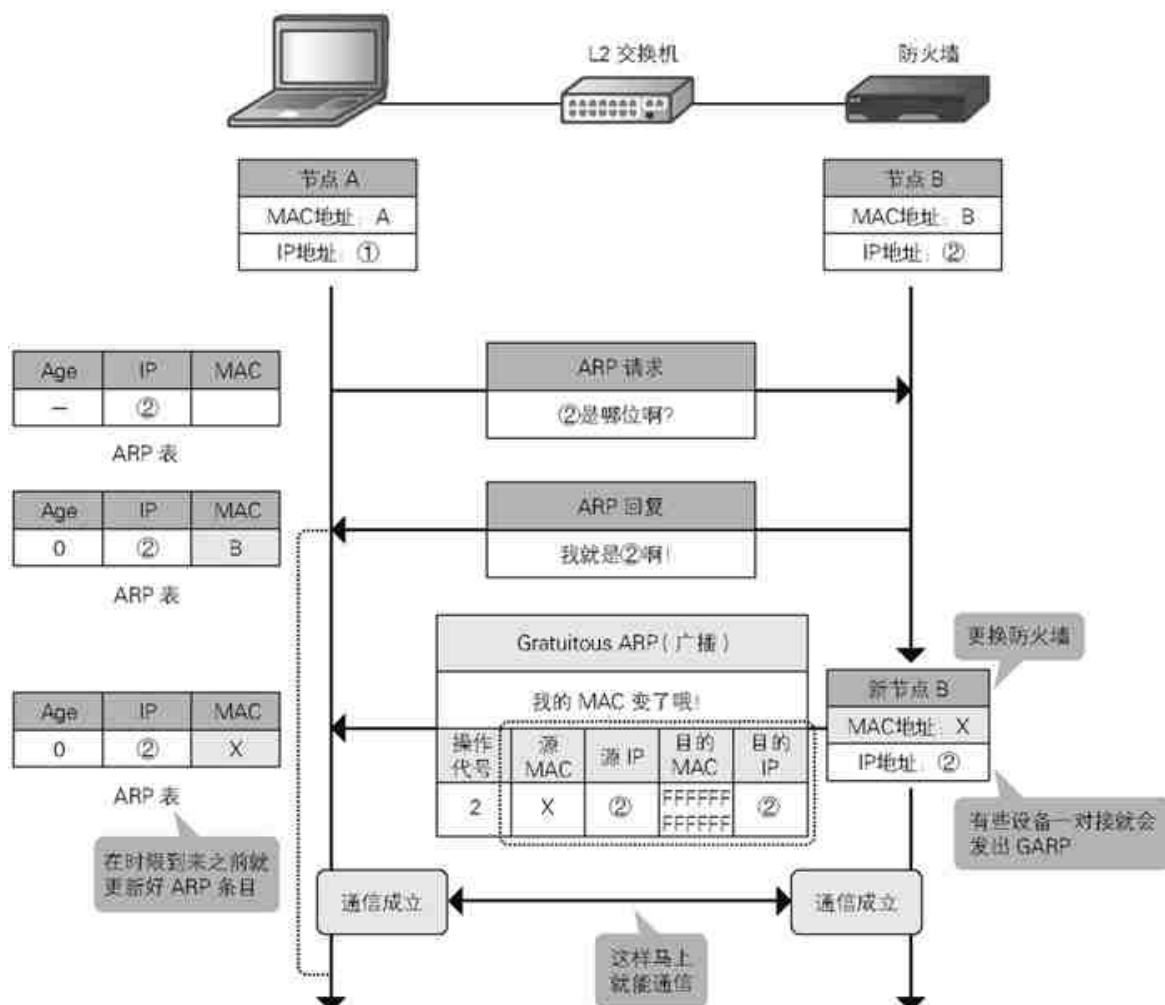 L2 交换机
防火墙
节点 A
MAC地址：A
IP地址：①
节点 B
MAC地址：B
IP地址：②
Age IP MAC
— ②
ARP 表
ARP 请求
②是哪位啊?
Age IP MAC
0 ② B
ARP 表
ARP 回复
我就是②啊!
更换防火墙
Gratuitous ARP（广播）
我的 MAC 变了哦!
操作代号 源MAC 源 IP 目的MAC 目的IP
2 X ② FFFFFF FFFFFF ②
新节点 B
MAC地址：X
IP地址：②
Age IP MAC
0 ② X
ARP 表
在时限到来之前就
更新好 ARP 条目
有些设备一对接就会
发出 GARP
通信成立
通信成立
这样马上
就能通信